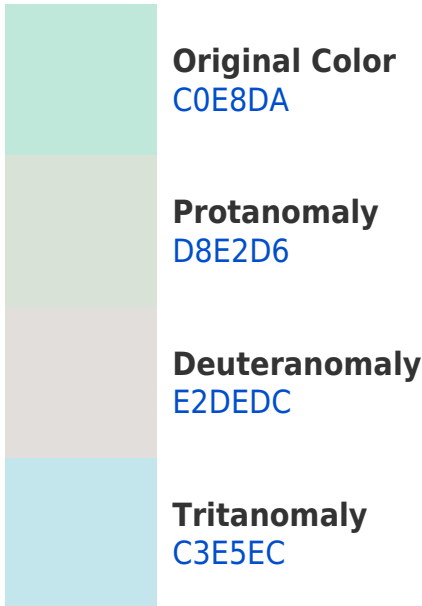 Original Color
C0E8DA
Protanomaly
D8E2D6
Deuteranomaly
E2DEDC
Tritanomaly
C3E5EC